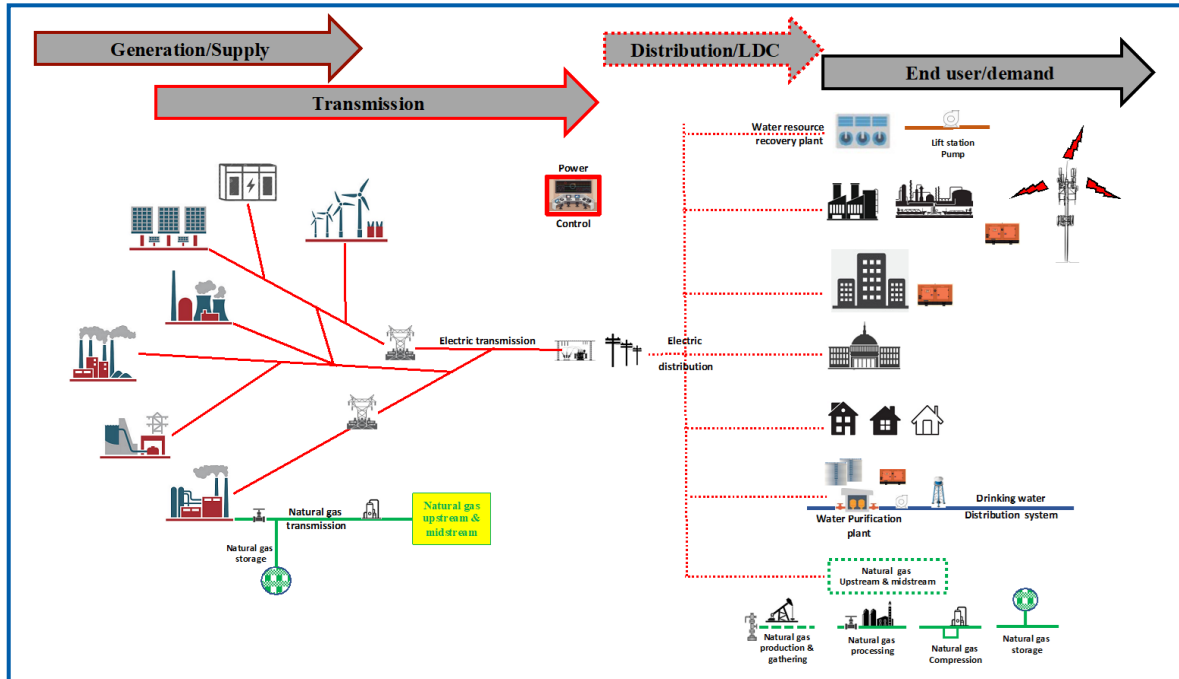 Generation/Supply
Distribution/LDC
End user/demand
Transmission
Water resource
recovery plant
Lift station
Pump
Power
Control
Electric transmission
Electric
distribution
Natural gas
transmission
Natural gas
upstream &
midstream
Natural gas
storage
Drinking water
Distribution system
Water Purification
plant
Natural gas
Upstream & midstream
Natural gas
production &
gathering
Natural gas
processing
Natural gas
Compression
Natural gas
storage